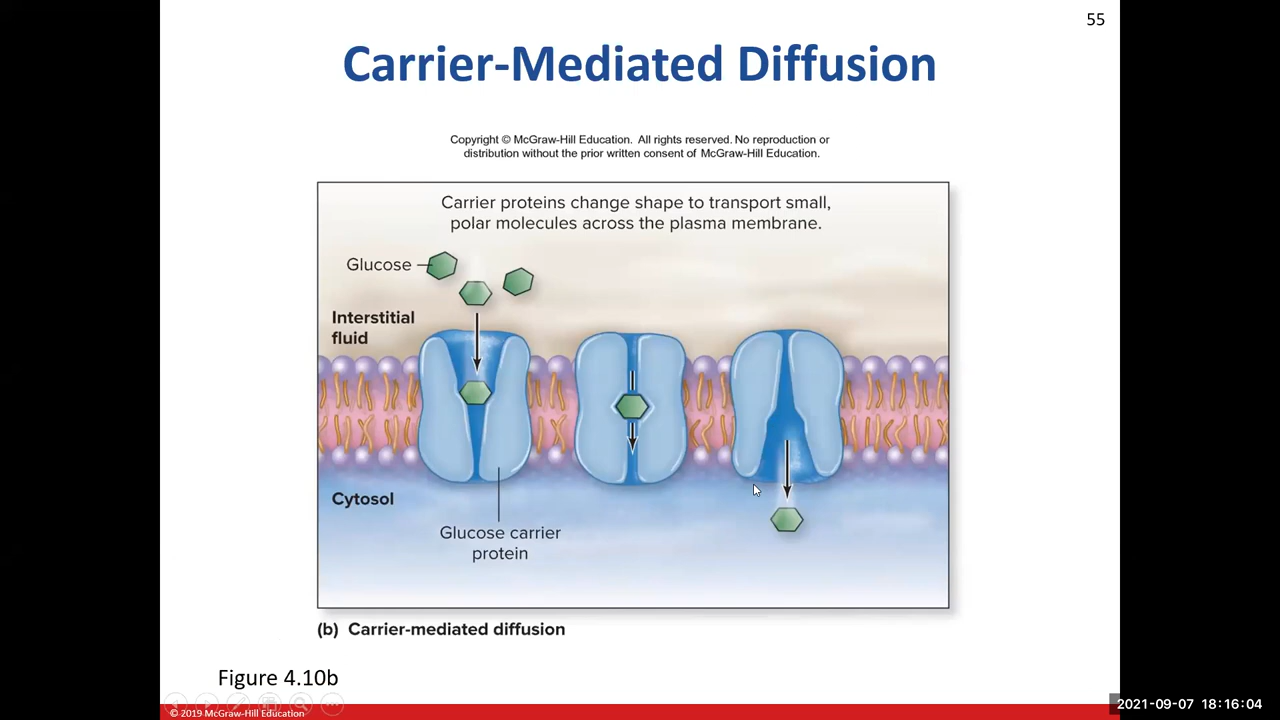 55
Carrier-Mediated Diffusion
Copyright © McGraw-Hill Education. All rights reserved. No reproduction or
distribution without the prior written consent of McGraw-Hill Education.
Carrier proteins change shape to transport small,
polar molecules across the plasma membrane.
Glucose
Interstitial
fluid
Cytosol
Glucose carrier
protein
(b) Carrier-mediated diffusion
Figure 4.10b
© 2019 McGraw-Hill Education
2021-09-07 18:16:04